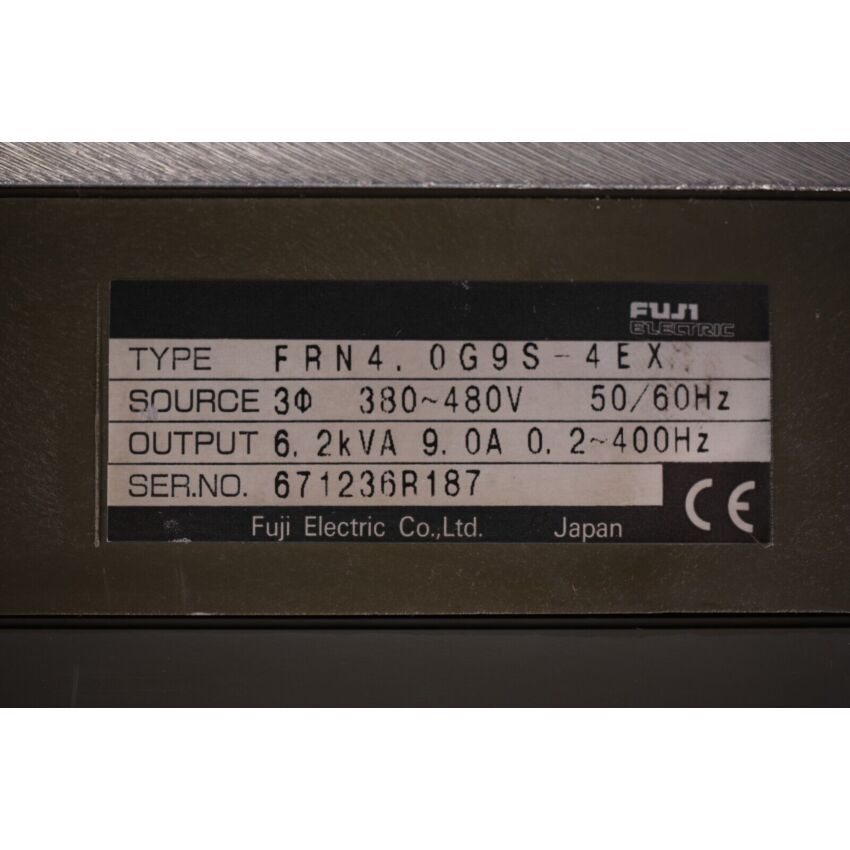 FUJI
ELECTRIC
TYPE FRN4.0G9S-4EX
SOURCE 3Φ 380~480V 50/60Hz
OUTPUT 6.2kVA 9.0A 0.2~400Hz
SER.NO. 671236R187
CE
Fuji Electric Co.,Ltd. Japan